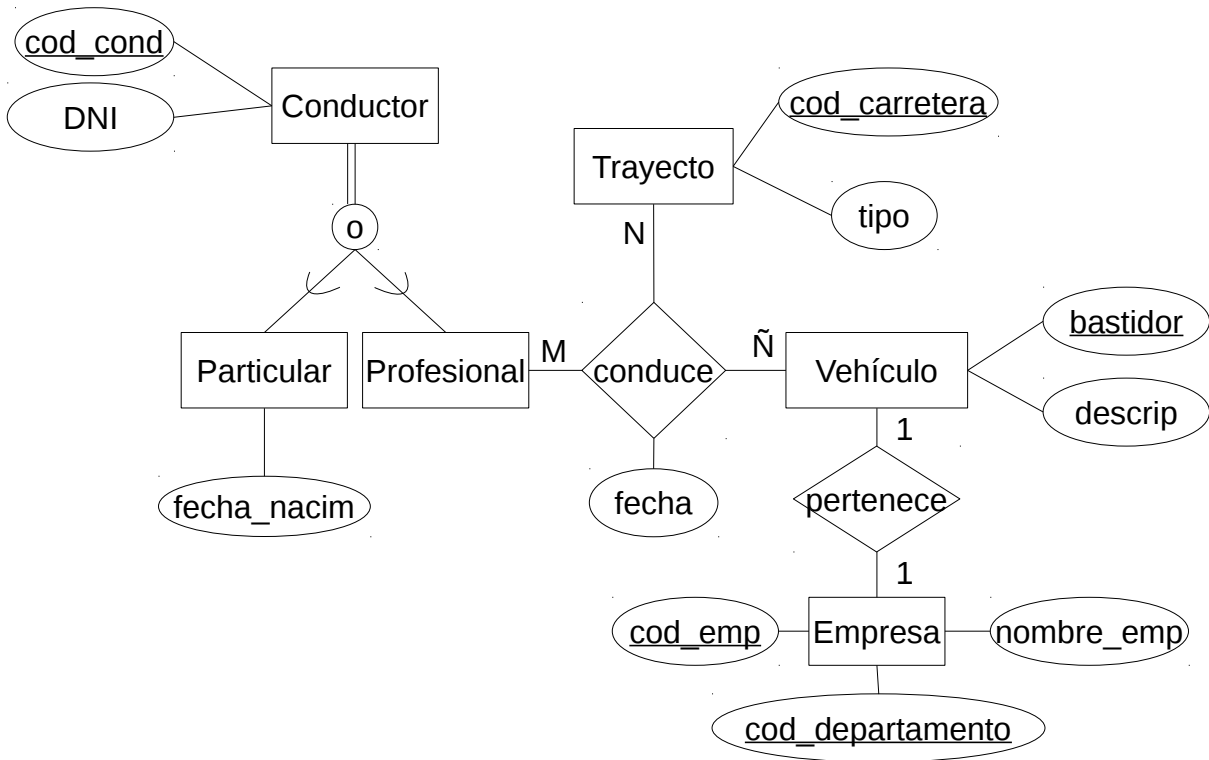 cod_cond
Conductor
DNI
cod_carretera
Trayecto
tipo
o
N
Particular
Profesional
M
conduce
Ñ
Vehículo
bastidor
descrip
fecha_nacim
fecha
1
pertenece
1
cod_emp
Empresa
nombre_emp
cod_departamento